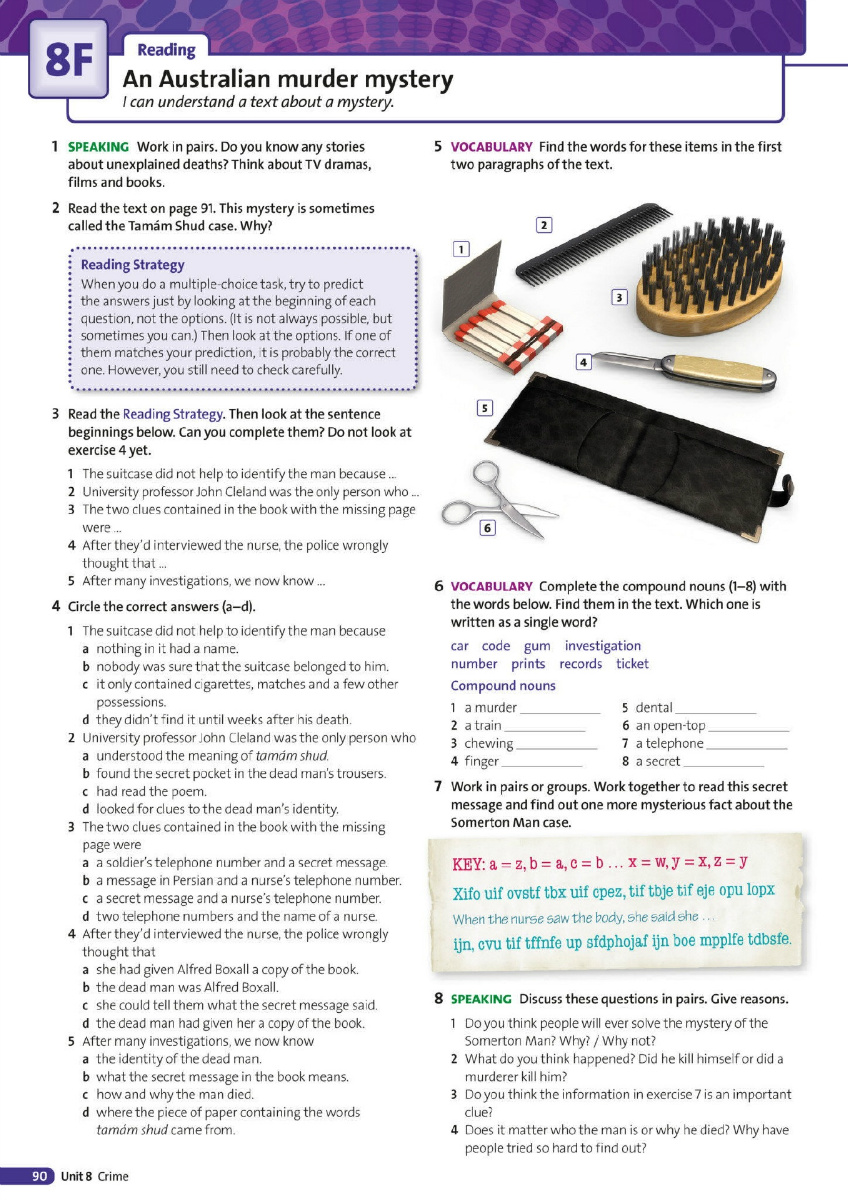 8F
Reading
An Australian murder mystery
I can understand a text about a mystery.
1 SPEAKING Work in pairs. Do you know any stories
about unexplained deaths? Think about TV dramas,
films and books.
2 Read the text on page 91. This mystery is sometimes
called the Tamám Shud case. Why?
Reading Strategy
When you do a multiple-choice task, try to predict
the answers just by looking at the beginning of each
question, not the options. (It is not always possible, but
sometimes you can.) Then look at the options. If one of
them matches your prediction, it is probably the correct
one. However, you still need to check carefully.
3 Read the Reading Strategy. Then look at the sentence
beginnings below. Can you complete them? Do not look at
exercise 4 yet.
1 The suitcase did not help to identify the man because ...
2 University professor John Cleland was the only person who ...
3 The two clues contained in the book with the missing page
were ...
4 After they'd interviewed the nurse, the police wrongly
thought that ...
5 After many investigations, we now know ...
4 Circle the correct answers (a–d).
1 The suitcase did not help to identify the man because
a nothing in it had a name.
b nobody was sure that the suitcase belonged to him.
c it only contained cigarettes, matches and a few other
possessions.
d they didn't find it until weeks after his death.
2 University professor John Cleland was the only person who
a understood the meaning of tamám shud.
b found the secret pocket in the dead man's trousers.
c had read the poem.
d looked for clues to the dead man's identity.
3 The two clues contained in the book with the missing
page were
a a soldier's telephone number and a secret message.
b a message in Persian and a nurse's telephone number.
c a secret message and a nurse's telephone number.
d two telephone numbers and the name of a nurse.
4 After they'd interviewed the nurse, the police wrongly
thought that
a she had given Alfred Boxall a copy of the book.
b the dead man was Alfred Boxall.
c she could tell them what the secret message said.
d the dead man had given her a copy of the book.
5 After many investigations, we now know
a the identity of the dead man.
b what the secret message in the book means.
c how and why the man died.
d where the piece of paper containing the words
tamám shud came from.
5 VOCABULARY Find the words for these items in the first
two paragraphs of the text.
1
2
3
4
5
6
6 VOCABULARY Complete the compound nouns (1–8) with
the words below. Find them in the text. Which one is
written as a single word?
car code gum investigation
number prints records ticket
Compound nouns
1 a murder ____________ 5 dental ____________
2 a train ____________ 6 an open-top ____________
3 chewing ____________ 7 a telephone ____________
4 finger ____________ 8 a secret ____________
7 Work in pairs or groups. Work together to read this secret
message and find out one more mysterious fact about the
Somerton Man case.
KEY: a = z, b = a, c = b ... x = w, y = x, z = y
Xifo uif ovstf tbx uif cpez, tif tbje tif eje opu lopx
When the nurse saw the body, she said she ...
ijn, cvu tif tffnfe up sfdphojaf ijn boe mpplfe tdbsfe.
8 SPEAKING Discuss these questions in pairs. Give reasons.
1 Do you think people will ever solve the mystery of the
Somerton Man? Why? / Why not?
2 What do you think happened? Did he kill himself or did a
murderer kill him?
3 Do you think the information in exercise 7 is an important
clue?
4 Does it matter who the man is or why he died? Why have
people tried so hard to find out?
90 Unit 8 Crime